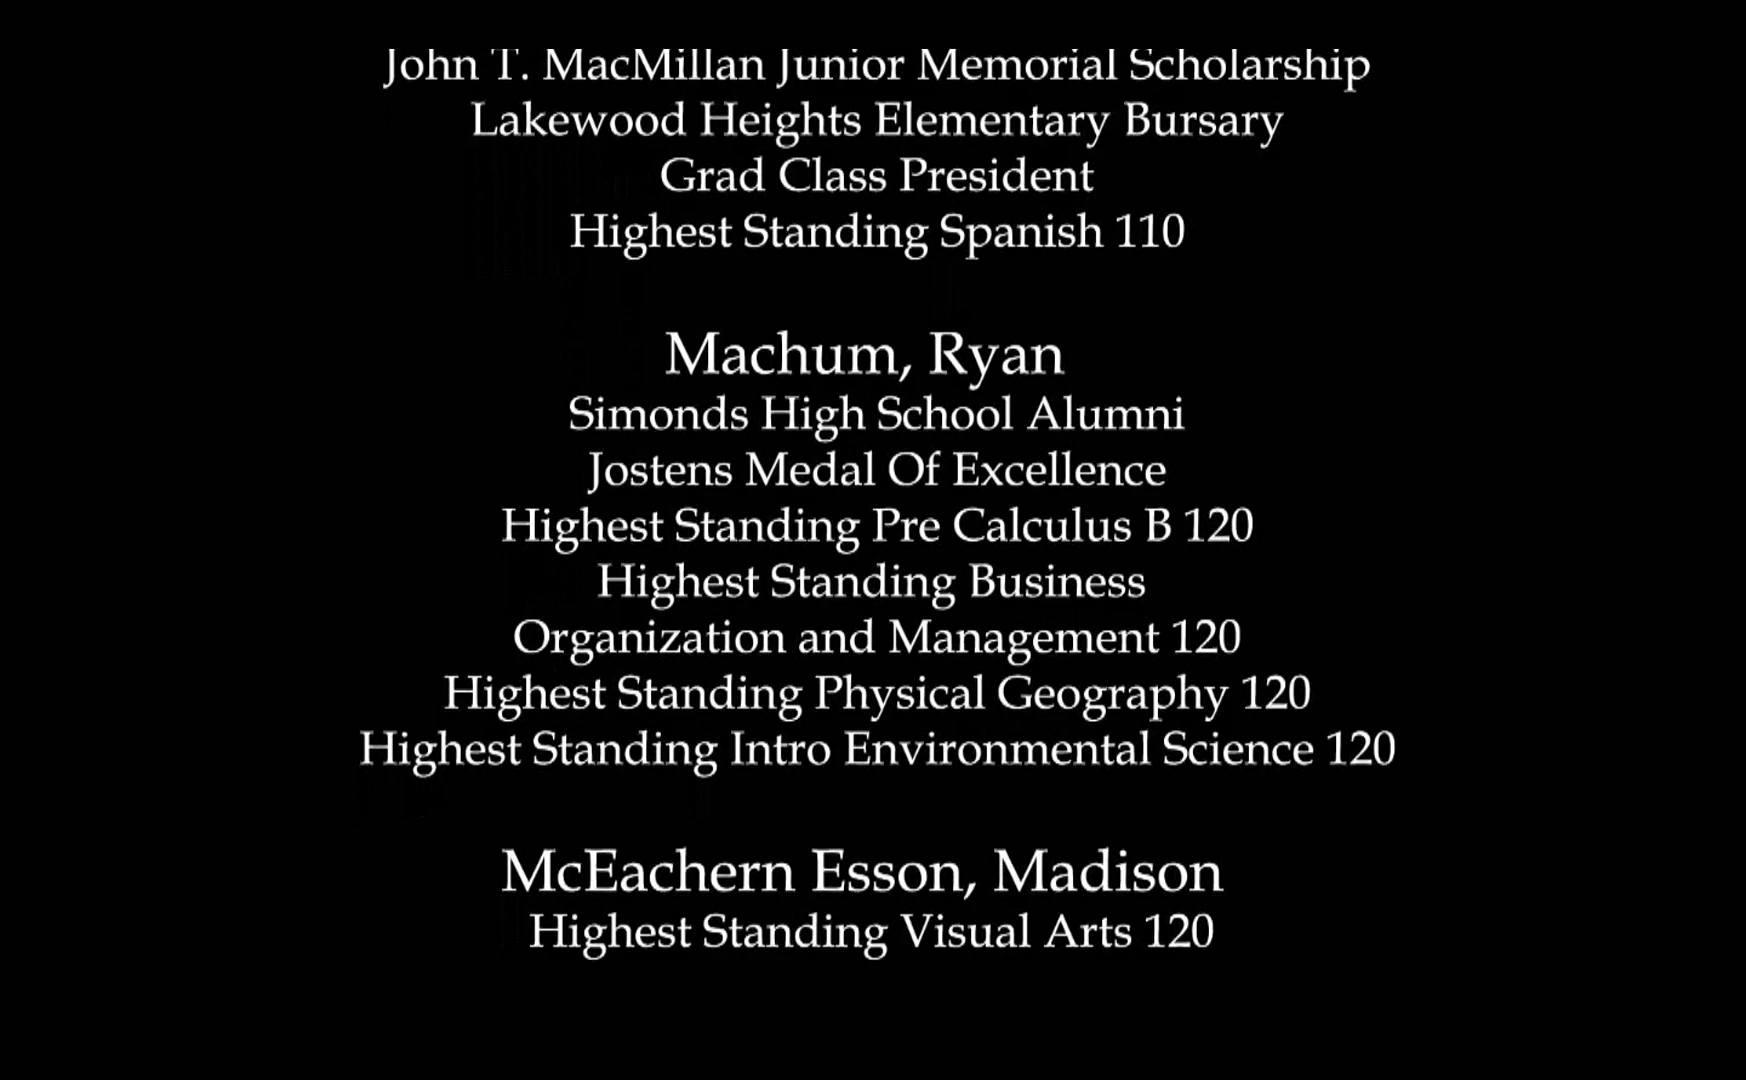 John T. MacMillan Junior Memorial Scholarship
Lakewood Heights Elementary Bursary
Grad Class President
Highest Standing Spanish 110
Machum, Ryan
Simonds High School Alumni
Jostens Medal Of Excellence
Highest Standing Pre Calculus B 120
Highest Standing Business
Organization and Management 120
Highest Standing Physical Geography 120
Highest Standing Intro Environmental Science 120
McEachern Esson, Madison
Highest Standing Visual Arts 120